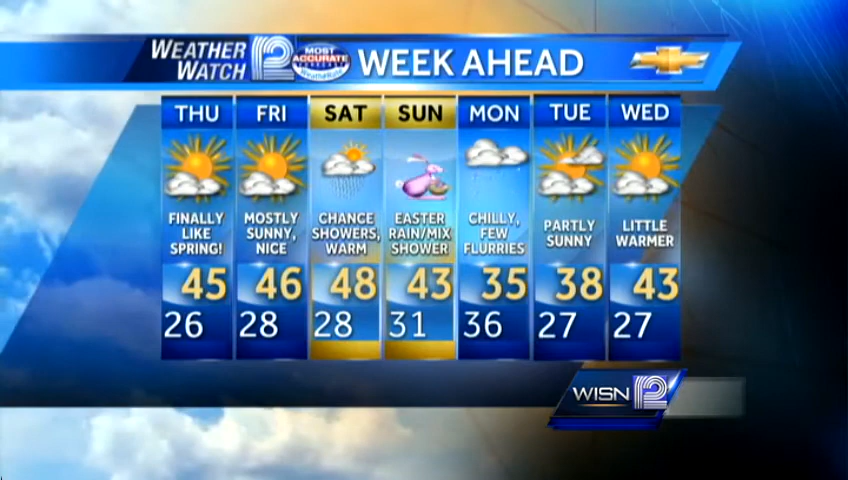 WEATHER WATCH 12 MOST ACCURATE FORECAST WeatheRate WEEK AHEAD
THU FRI SAT SUN MON TUE WED
FINALLY LIKE SPRING!
MOSTLY SUNNY, NICE
CHANCE SHOWERS, WARM
EASTER RAIN/MIX SHOWER
CHILLY, FEW FLURRIES
PARTLY SUNNY
LITTLE WARMER
45 46 48 43 35 38 43
26 28 28 31 36 27 27
WISN 12